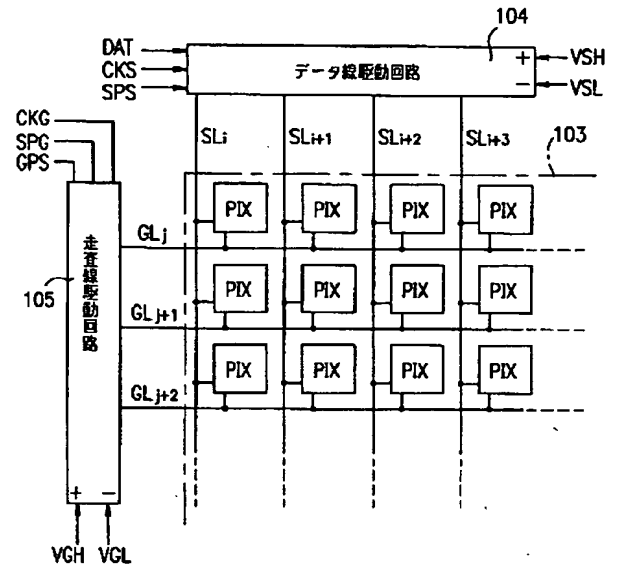 104
DAT
CKS
SPS
データ線駆動回路
+
−
VSH
VSL
CKG
SPG
GPS
SLi
SLi+1
SLi+2
SLi+3
103
PIX PIX PIX PIX
GLj
走査線駆動回路
105
PIX PIX PIX PIX
GLj+1
PIX PIX PIX PIX
GLj+2
+ −
VGH VGL